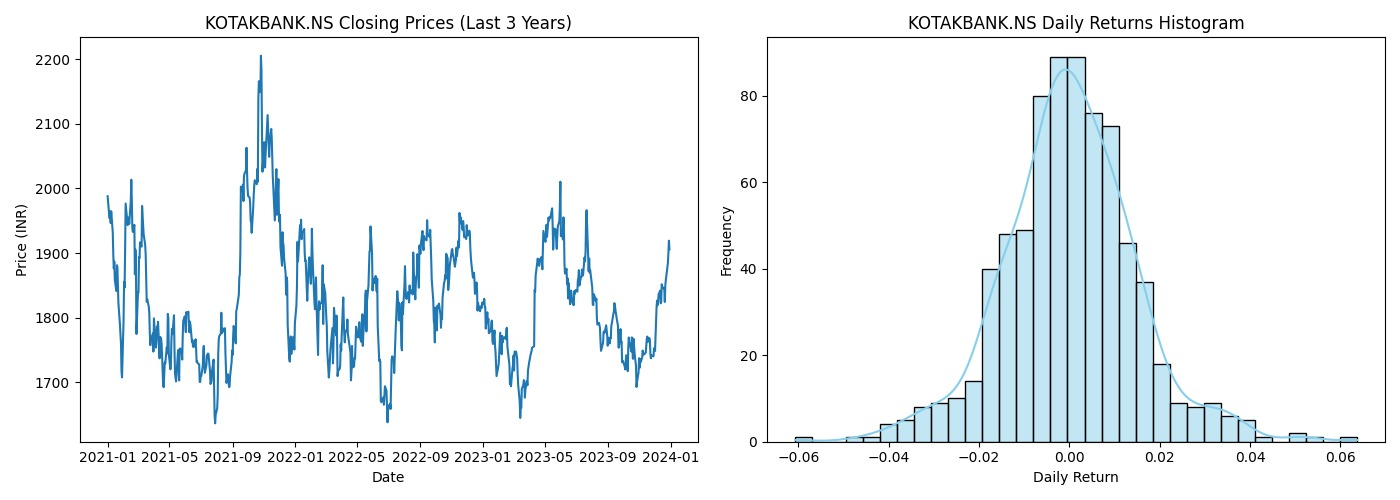 KOTAKBANK.NS Closing Prices (Last 3 Years)
Price (INR)
2200
2100
2000
1900
1800
1700
2021-01 2021-05 2021-09 2022-01 2022-05 2022-09 2023-01 2023-05 2023-09 2024-01
Date
KOTAKBANK.NS Daily Returns Histogram
Frequency
80
60
40
20
0
−0.06 −0.04 −0.02 0.00 0.02 0.04 0.06
Daily Return